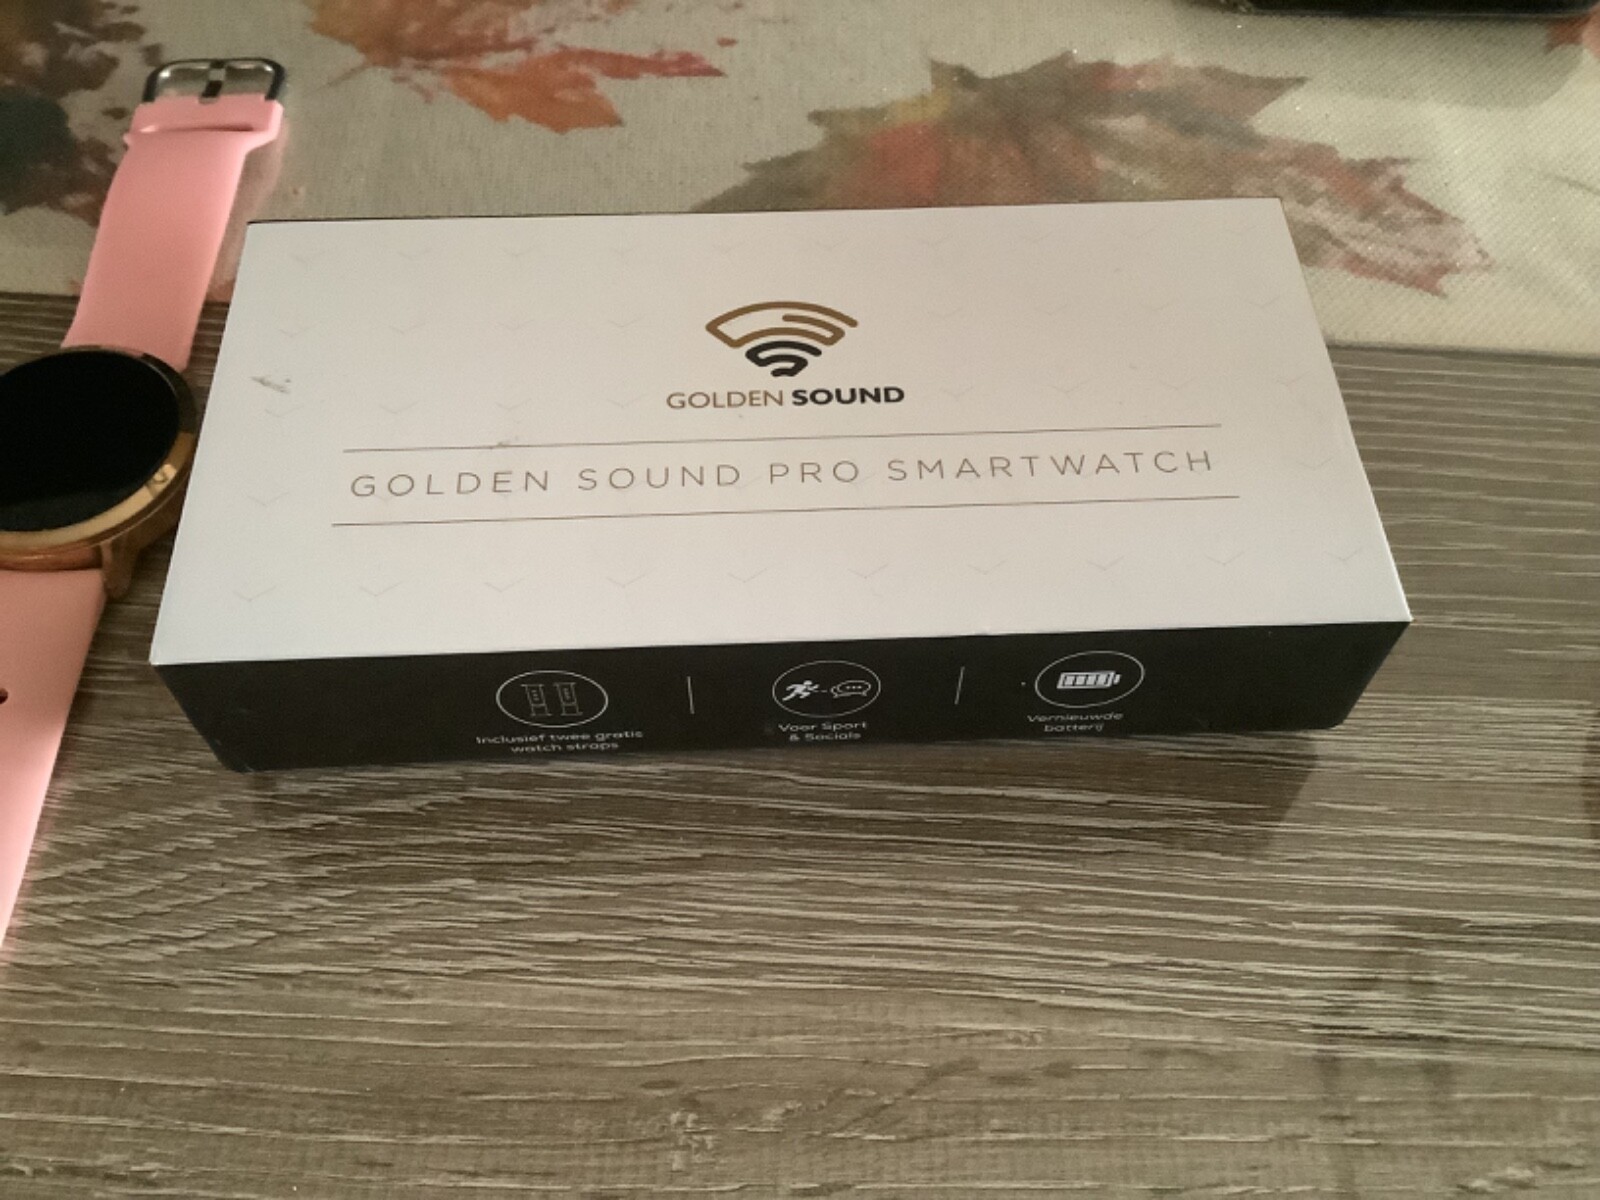 GOLDEN SOUND
GOLDEN SOUND PRO SMARTWATCH
Inclusief twee gratis
watch straps
Voor Sport
& Socials
Vernieuwde
batterij